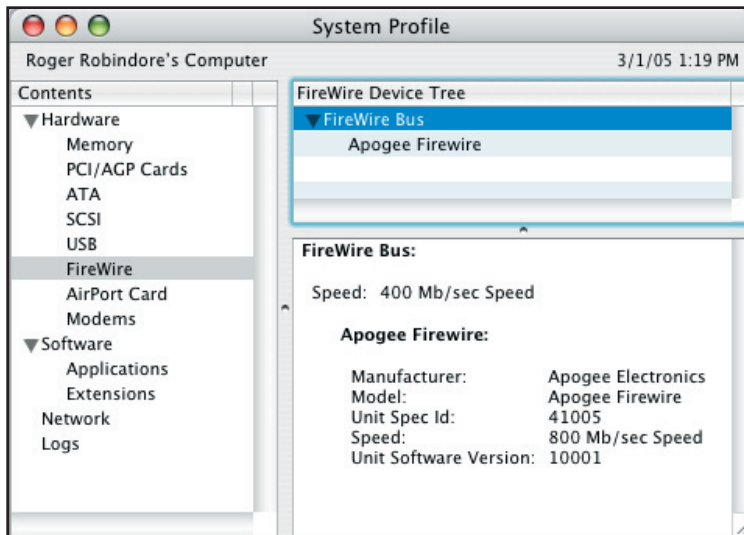 System Profile
Roger Robindore's Computer
3/1/05 1:19 PM
Contents
Hardware
Memory
PCI/AGP Cards
ATA
SCSI
USB
FireWire
AirPort Card
Modems
Software
Applications
Extensions
Network
Logs
FireWire Device Tree
FireWire Bus
Apogee Firewire
FireWire Bus:
Speed: 400 Mb/sec Speed
Apogee Firewire:
Manufacturer: Apogee Electronics
Model: Apogee Firewire
Unit Spec Id: 41005
Speed: 800 Mb/sec Speed
Unit Software Version: 10001